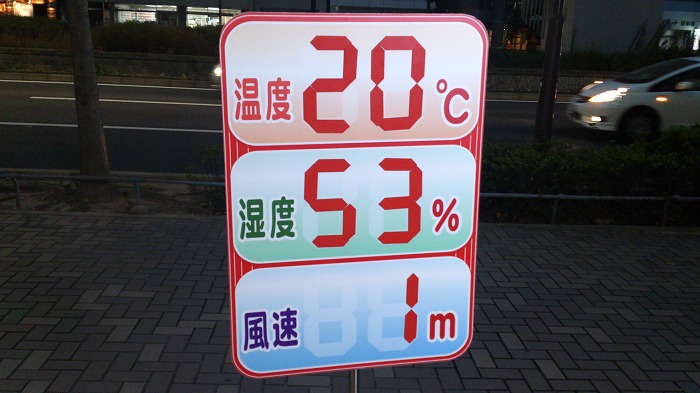 温度 20 ℃
湿度 53 %
風速 1 m